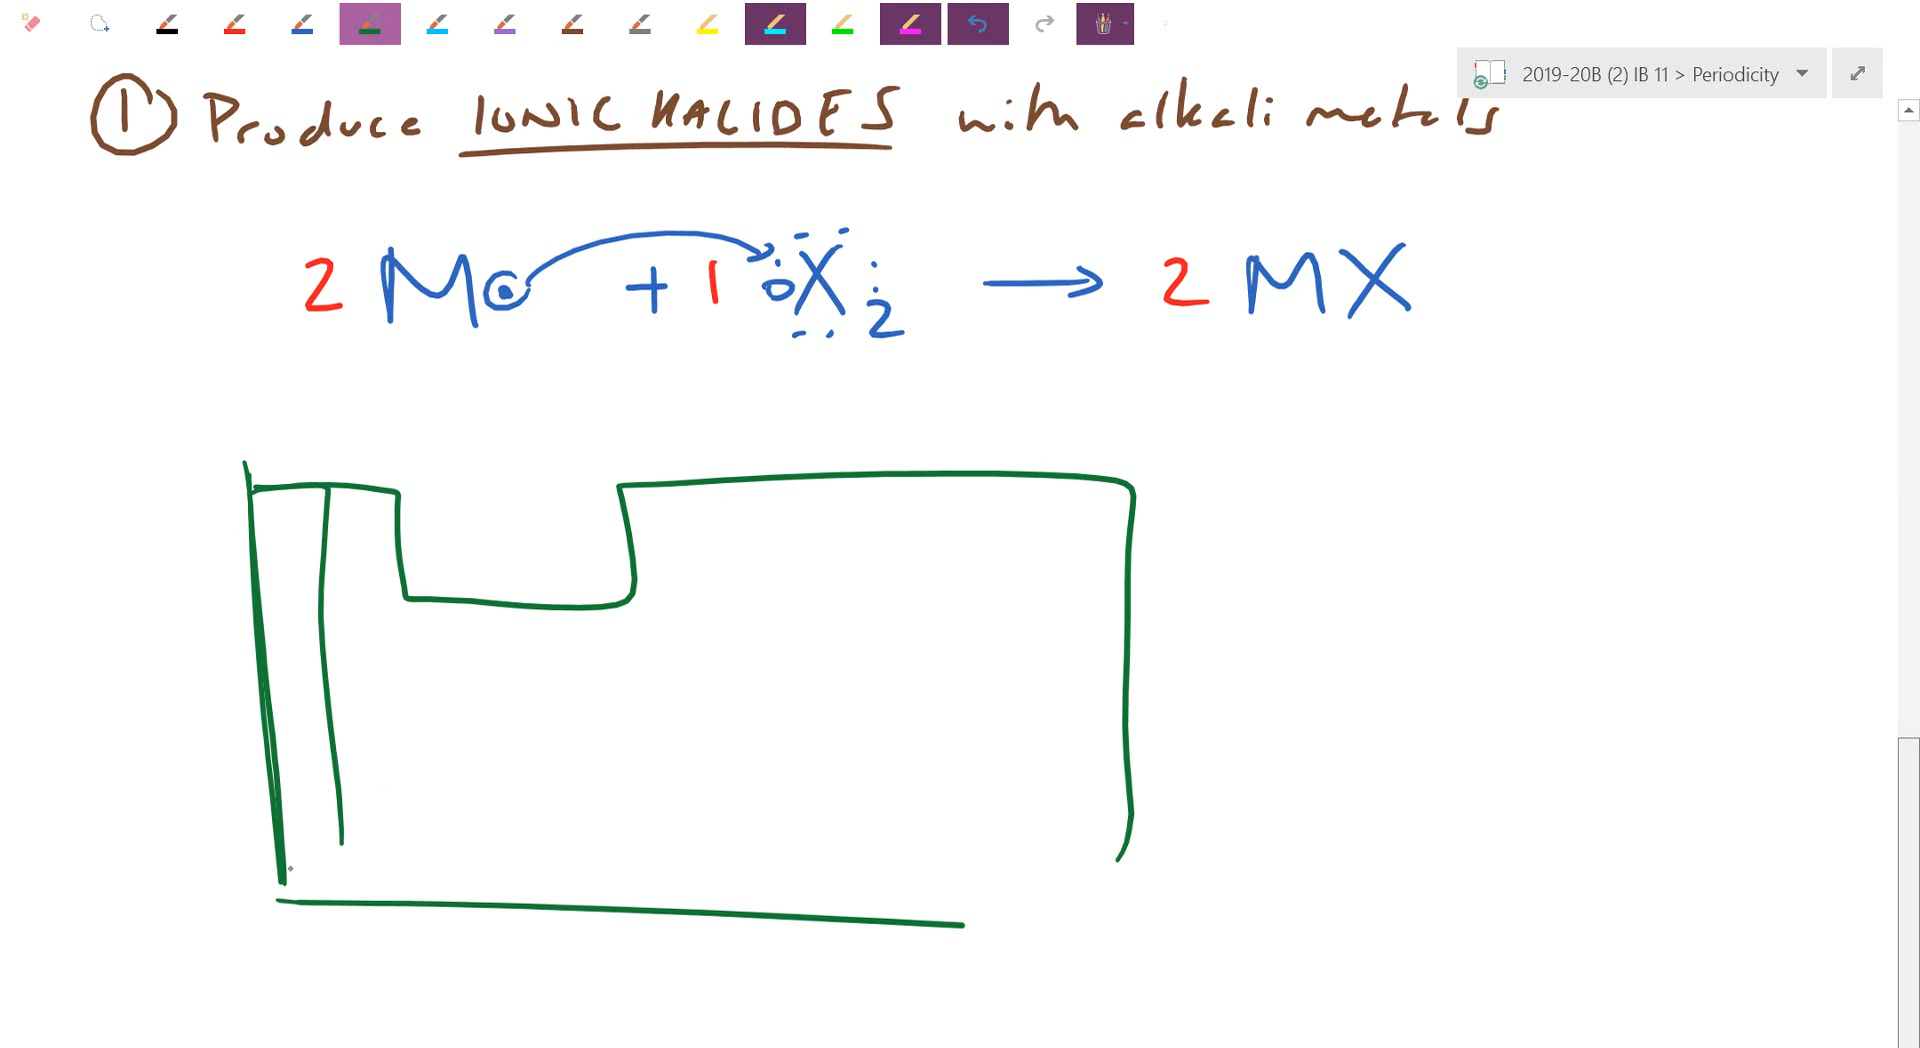 2019-20B (2) IB 11 > Periodicity
① Produce IONIC HALIDES with alkali metals
2 M + 1 X₂ → 2 MX